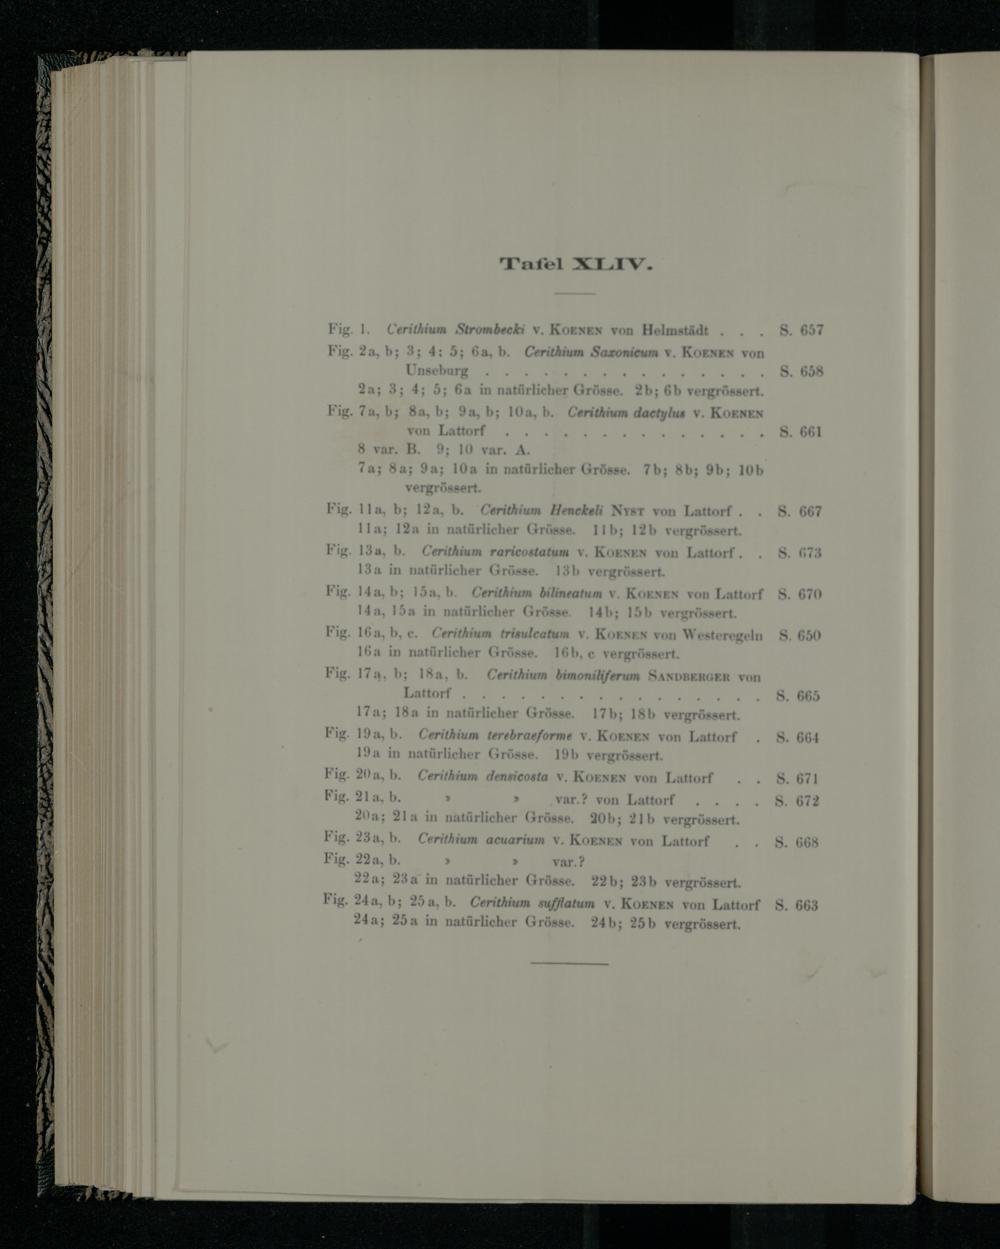 Tafel XLIV.
Fig. 1. Cerithium Strombecki v. Koenen von Helmstädt . . . S. 657
Fig. 2a, b; 3; 4; 5; 6a, b. Cerithium Saxonicum v. Koenen von
Unseburg . . . . . . . . . . . . . . . S. 658
2a; 3; 4; 5; 6a in natürlicher Grösse. 2b; 6b vergrössert.
Fig. 7a, b; 8a, b; 9a, b; 10a, b. Cerithium dactylus v. Koenen
von Lattorf . . . . . . . . . . . . . . S. 661
8 var. B. 9; 10 var. A.
7a; 8a; 9a; 10a in natürlicher Grösse. 7b; 8b; 9b; 10b
vergrössert.
Fig. 11a, b; 12a, b. Cerithium Henckeli Nyst von Lattorf . . S. 667
11a; 12a in natürlicher Grösse. 11b; 12b vergrössert.
Fig. 13a, b. Cerithium raricostatum v. Koenen von Lattorf . . S. 673
13a in natürlicher Grösse. 13b vergrössert.
Fig. 14a, b; 15a, b. Cerithium bilineatum v. Koenen von Lattorf S. 670
14a, 15a in natürlicher Grösse. 14b; 15b vergrössert.
Fig. 16a, b, c. Cerithium trisulcatum v. Koenen von Westeregeln S. 650
16a in natürlicher Grösse. 16b, c vergrössert.
Fig. 17a, b; 18a, b. Cerithium bimoniliferum Sandberger von
Lattorf . . . . . . . . . . . . . . . . S. 665
17a; 18a in natürlicher Grösse. 17b; 18b vergrössert.
Fig. 19a, b. Cerithium terebraeforme v. Koenen von Lattorf . S. 664
19a in natürlicher Grösse. 19b vergrössert.
Fig. 20a, b. Cerithium densicosta v. Koenen von Lattorf . . S. 671
Fig. 21a, b. » » var.? von Lattorf . . . . S. 672
20a; 21a in natürlicher Grösse. 20b; 21b vergrössert.
Fig. 23a, b. Cerithium acuarium v. Koenen von Lattorf . . S. 668
Fig. 22a, b. » » var.?
22a; 23a in natürlicher Grösse. 22b; 23b vergrössert.
Fig. 24a, b; 25a, b. Cerithium sufflatum v. Koenen von Lattorf S. 663
24a; 25a in natürlicher Grösse. 24b; 25b vergrössert.